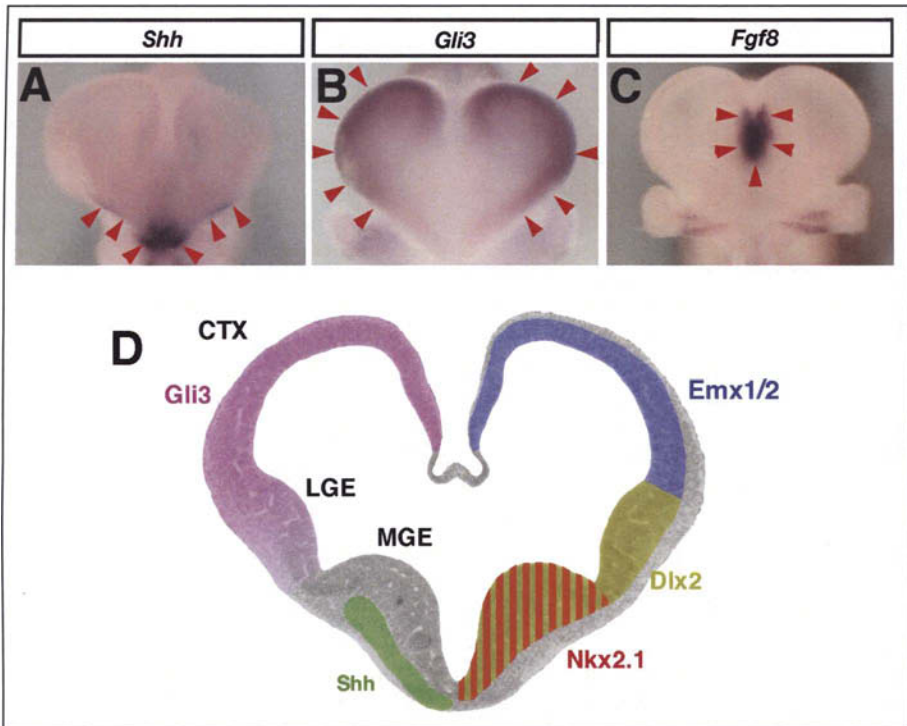 Shh
Gli3
Fgf8
A
B
C
D
CTX
Gli3
Emx1/2
LGE
MGE
Dlx2
Nkx2.1
Shh